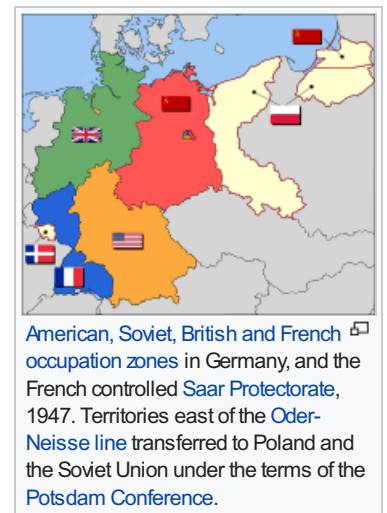 American, Soviet, British and French
occupation zones in Germany, and the
French controlled Saar Protectorate,
1947. Territories east of the Oder-
Neisse line transferred to Poland and
the Soviet Union under the terms of the
Potsdam Conference.